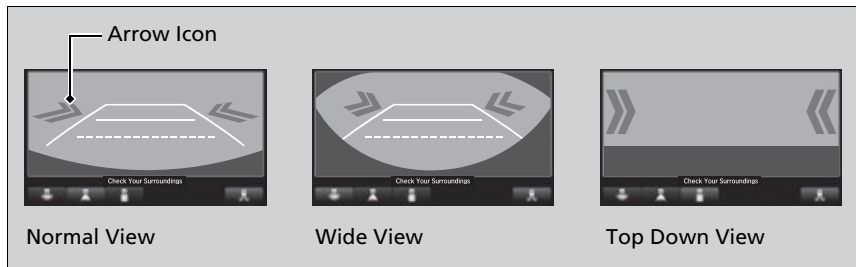 Arrow Icon
Check Your Surroundings
Check Your Surroundings
Check Your Surroundings
Normal View
Wide View
Top Down View